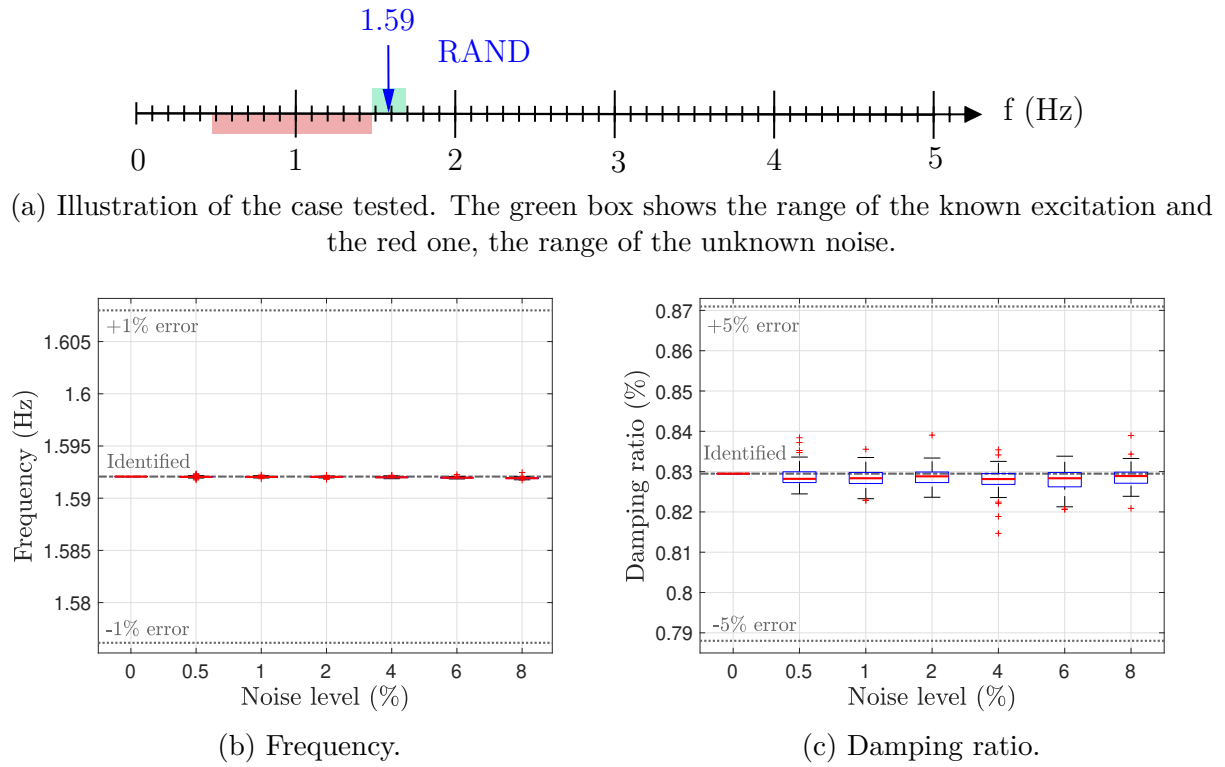 1.59
RAND
f (Hz)
0 1 2 3 4 5
(a) Illustration of the case tested. The green box shows the range of the known excitation and
the red one, the range of the unknown noise.
+1% error
1.605
1.6
1.595
Identified
1.59
1.585
1.58
-1% error
Frequency (Hz)
0 0.5 1 2 4 6 8
Noise level (%)
(b) Frequency.
0.87
+5% error
0.86
0.85
0.84
Identified
0.83
0.82
0.81
0.8
-5% error
0.79
Damping ratio (%)
0 0.5 1 2 4 6 8
Noise level (%)
(c) Damping ratio.